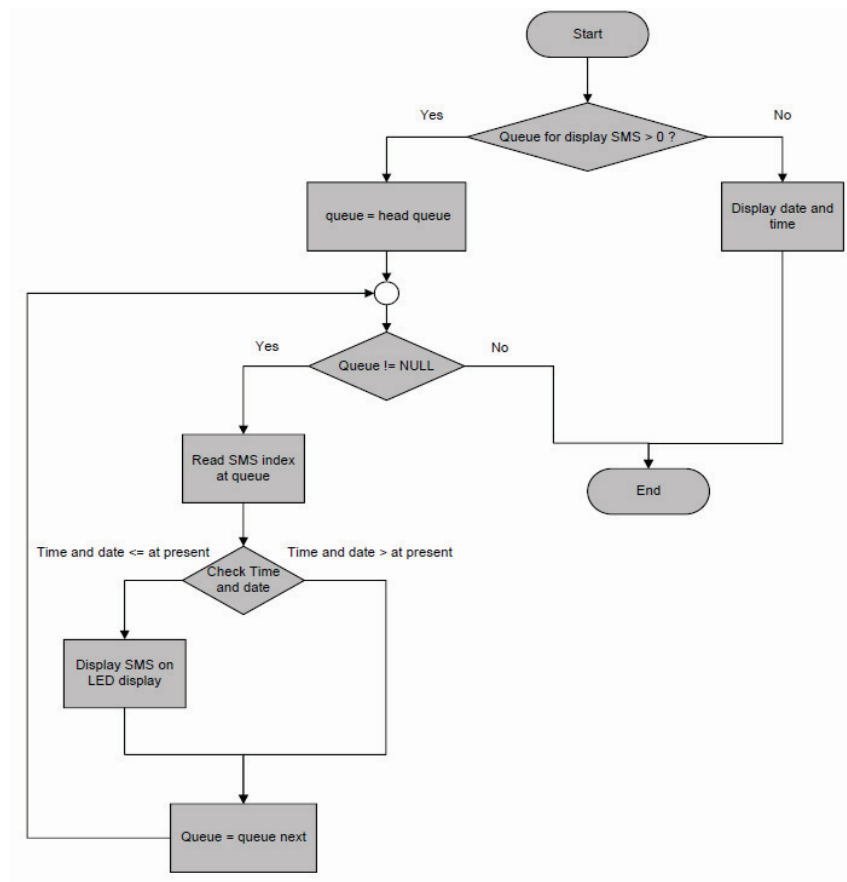 Start
Yes
No
Queue for display SMS > 0 ?
queue = head queue
Display date and
time
Yes
No
Queue != NULL
Read SMS index
at queue
End
Time and date <= at present
Time and date > at present
Check Time
and date
Display SMS on
LED display
Queue = queue next